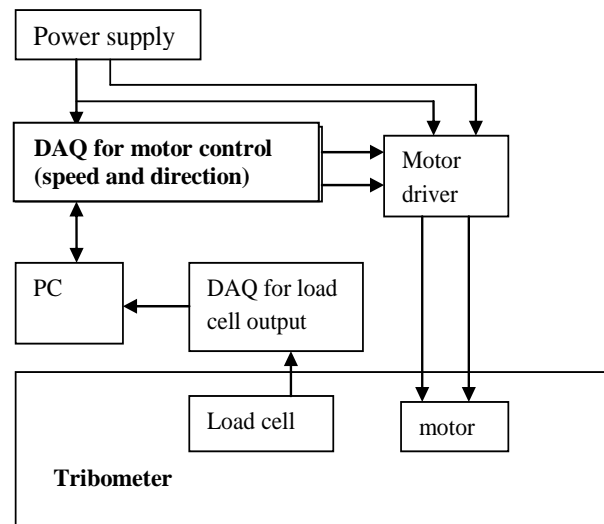 Power supply
DAQ for motor control
(speed and direction)
Motor
driver
PC
DAQ for load
cell output
Load cell
motor
Tribometer